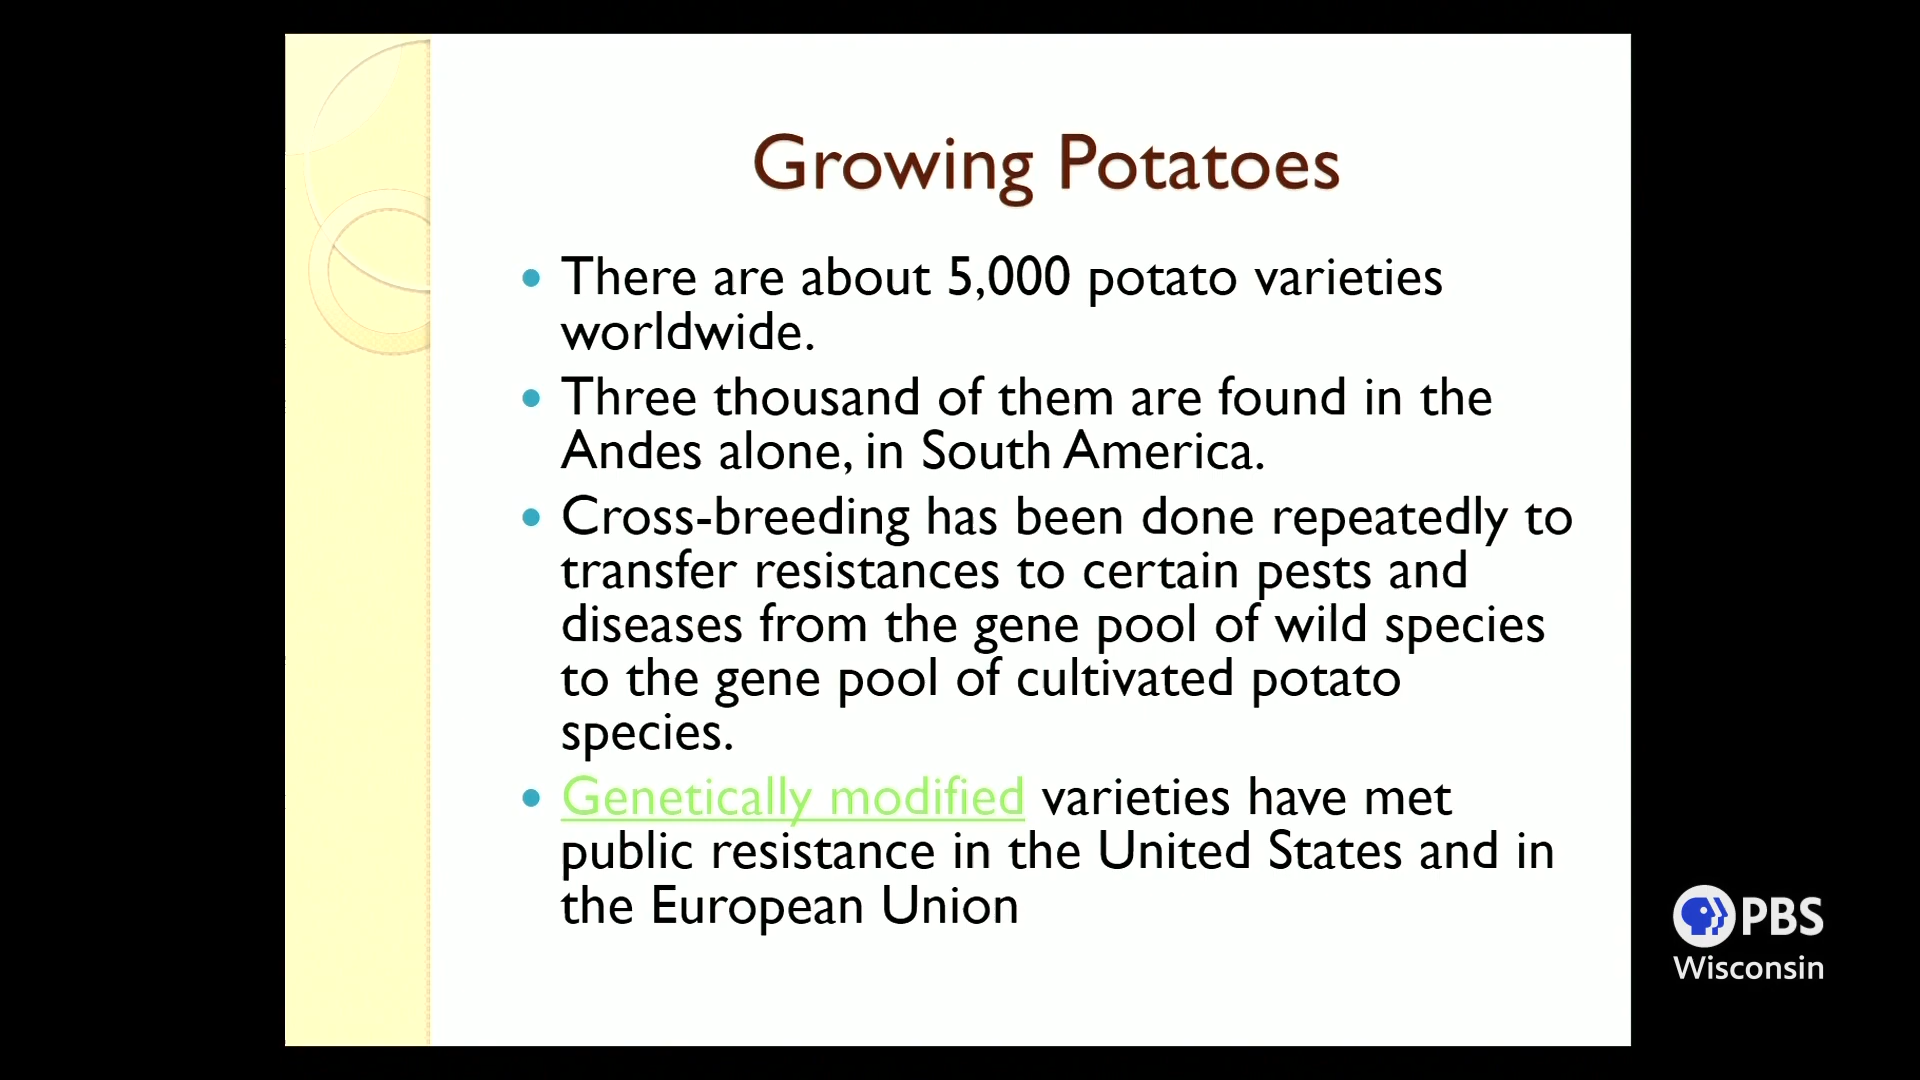 Growing Potatoes
• There are about 5,000 potato varieties
worldwide.
• Three thousand of them are found in the
Andes alone, in South America.
• Cross-breeding has been done repeatedly to
transfer resistances to certain pests and
diseases from the gene pool of wild species
to the gene pool of cultivated potato
species.
• Genetically modified varieties have met
public resistance in the United States and in
the European Union
PBS
Wisconsin